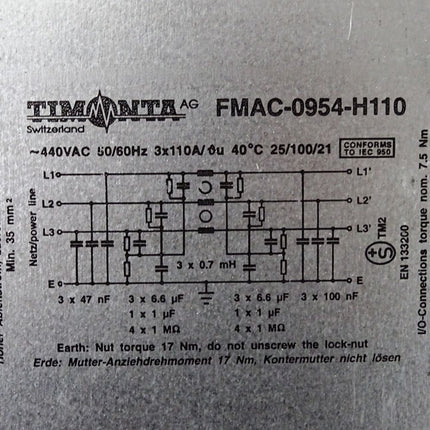 TIMONTA AG
Switzerland
FMAC-0954-H110
~440VAC 50/60Hz 3x110A/ϑu 40°C 25/100/21
CONFORMS
TO IEC 950
L1 L1'
L2 L2'
L3 L3'
E E
3 x 0.7 mH
3 x 47 nF
3 x 6.6 µF
1 x 1 µF
4 x 1 MΩ
3 x 6.6 µF
1 x 1 µF
4 x 1 MΩ
3 x 100 nF
Earth: Nut torque 17 Nm, do not unscrew the lock-nut
Erde: Mutter-Anziehdrehmoment 17 Nm, Kontermutter nicht lösen
Min. 35 mm²
Netz/power line
+S
TM2
EN 133200
I/O-Connections torque nom. 7.5 Nm